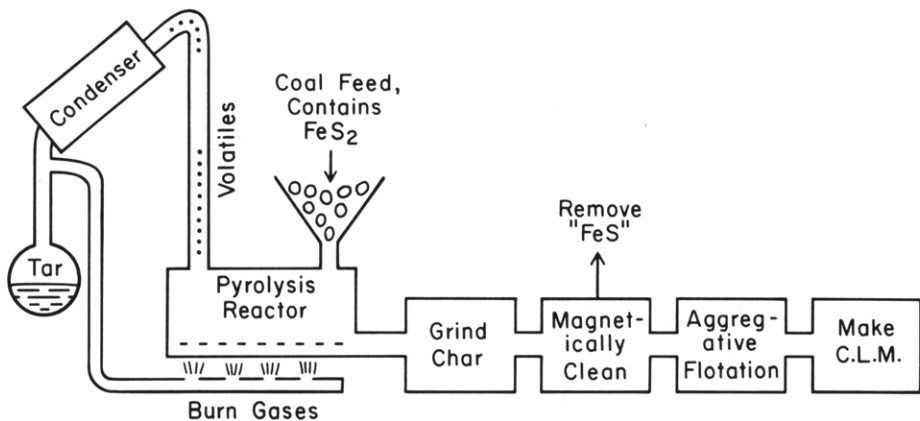 Condenser
Volatiles
Coal Feed,
Contains
FeS2
Tar
Pyrolysis
Reactor
Burn Gases
Grind
Char
Remove
"FeS"
Magnet-
ically
Clean
Aggreg-
ative
Flotation
Make
C.L.M.